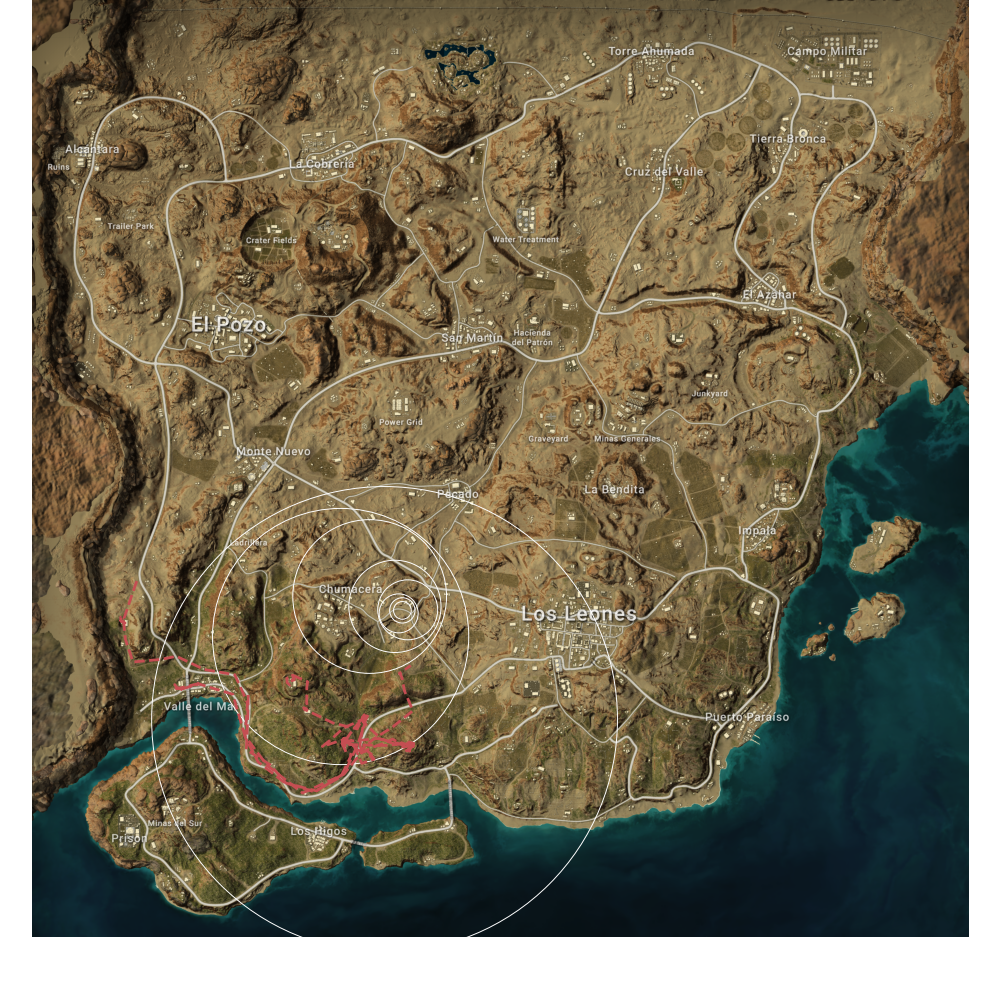 Torre Ahumada
Campo Militar
Alcantara
Ruins
La Cobreria
Tierra Bronca
Cruz del Valle
Trailer Park
Crater Fields
Water Treatment
El Azahar
El Pozo
San Martin
Hacienda
del Patrón
Junkyard
Power Grid
Graveyard
Minas Generales
Monte Nuevo
Pecado
La Bendita
Impala
Ladrillera
Chumacera
Los Leones
Valle del Ma
Puerto Paraiso
Minas del Sur
Prison
Los Higos